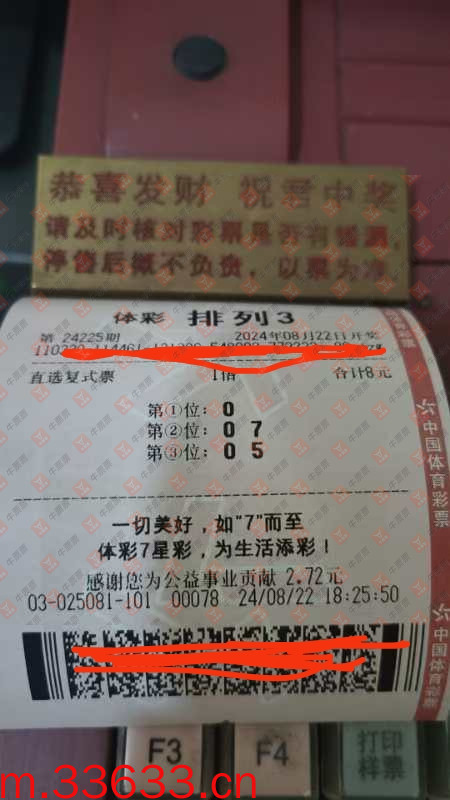 恭喜发财 祝君中奖
请及时核对彩票是否有错漏,
停售后概不负责,以票为准
体彩 排列3
第 24225期 2024年08月22日开奖
直选复式票 1倍 合计8元
第①位: 0
第②位: 0 7
第③位: 0 5
一切美好,如"7"而至
体彩7星彩,为生活添彩!
感谢您为公益事业贡献 2.72元
03-025081-101 00078 24/08/22 18:25:50
中国体育彩票
中国体育彩票
F3 F4 打印
样票
m.33633.cn